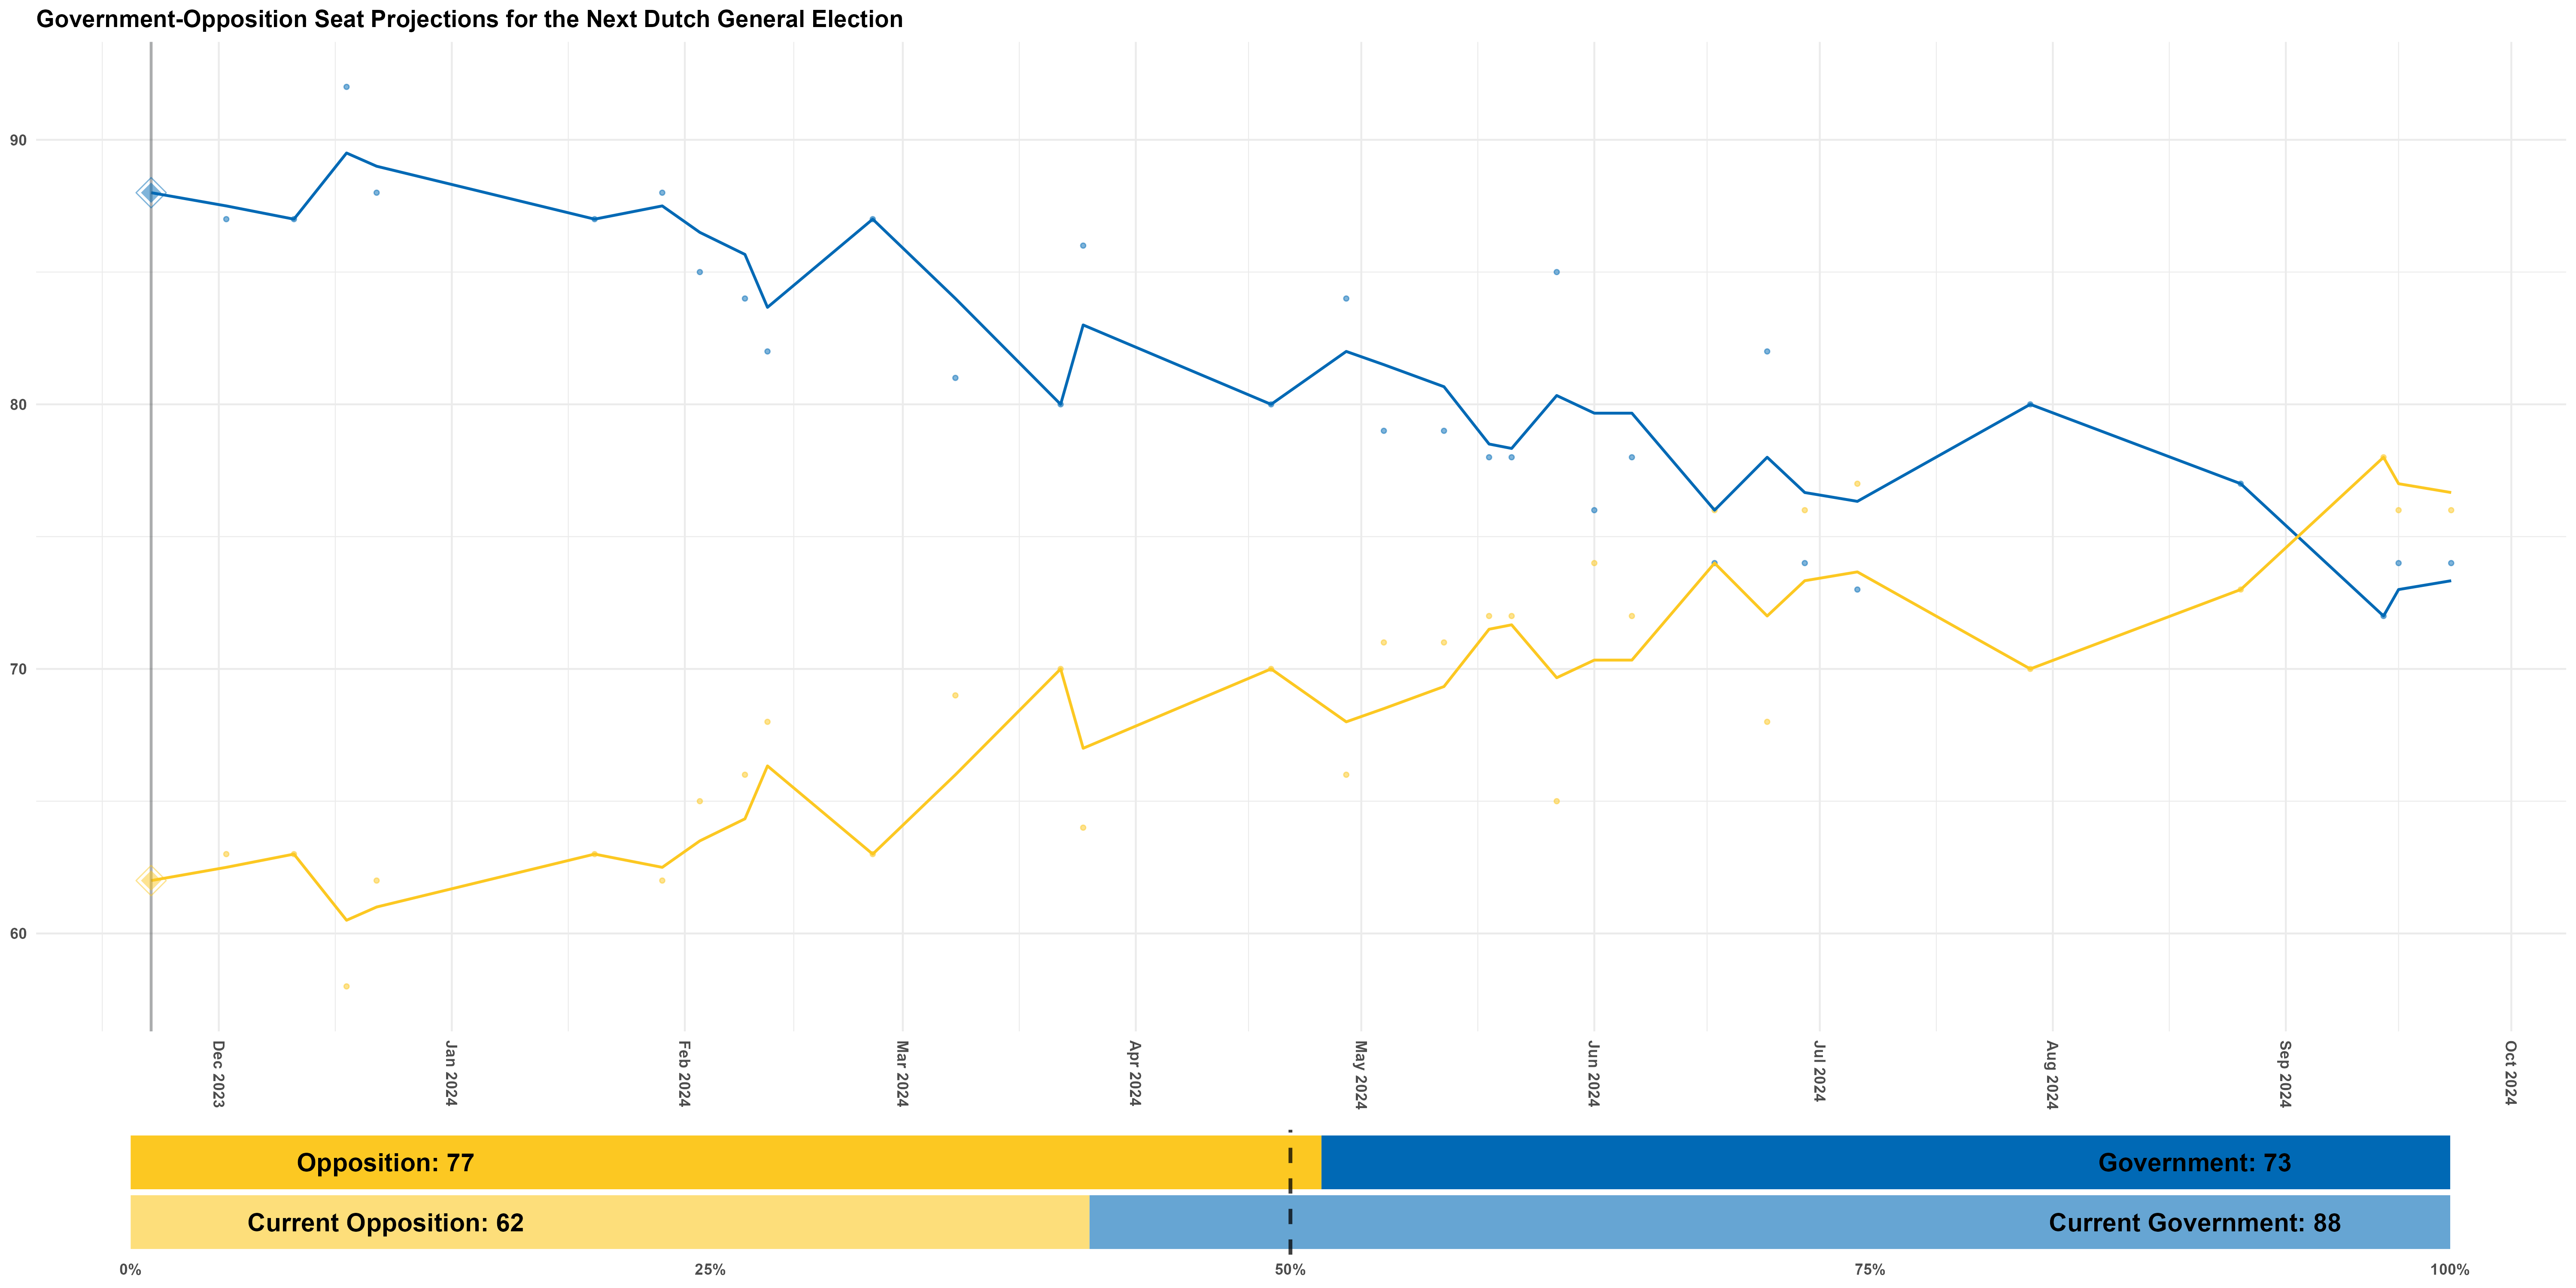 Government-Opposition Seat Projections for the Next Dutch General Election
90
80
70
60
Dec 2023
Jan 2024
Feb 2024
Mar 2024
Apr 2024
May 2024
Jun 2024
Jul 2024
Aug 2024
Sep 2024
Oct 2024
Opposition: 77 Government: 73
Current Opposition: 62 Current Government: 88
0% 25% 50% 75% 100%